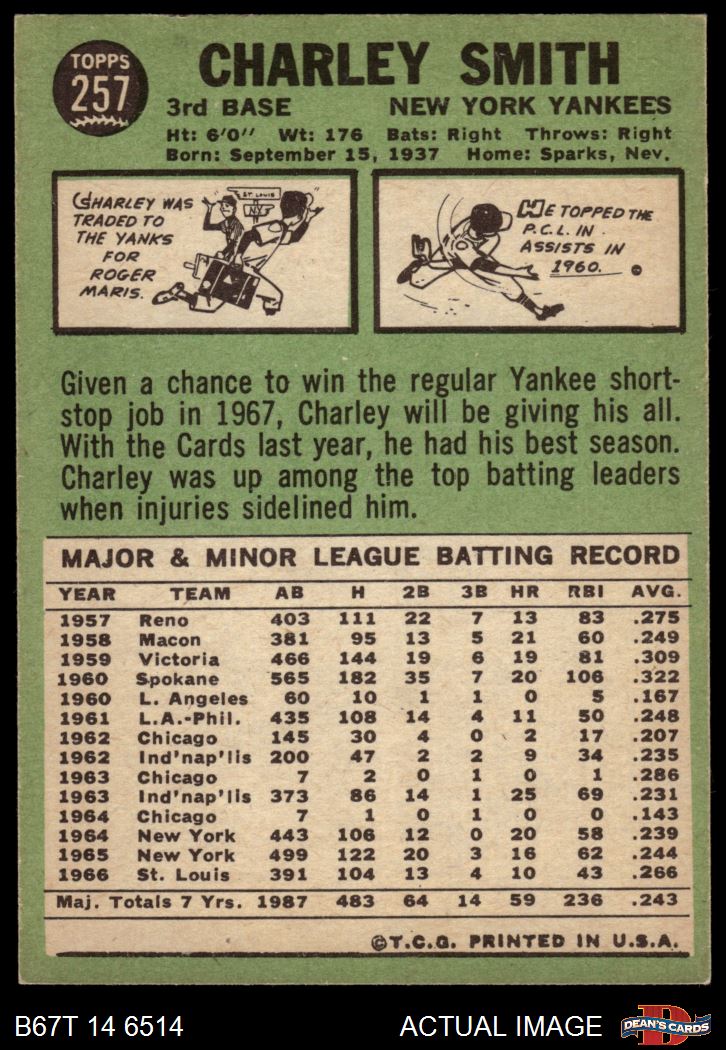 TOPPS
257
CHARLEY SMITH
3rd BASE NEW YORK YANKEES
Ht: 6'0" Wt: 176 Bats: Right Throws: Right
Born: September 15, 1937 Home: Sparks, Nev.
CHARLEY WAS
TRADED TO
THE YANKS
FOR
ROGER
MARIS.
ST. LOUIS
NY
HE TOPPED THE
P.C.L. IN
ASSISTS IN
1960.
Given a chance to win the regular Yankee short-
stop job in 1967, Charley will be giving his all.
With the Cards last year, he had his best season.
Charley was up among the top batting leaders
when injuries sidelined him.
MAJOR & MINOR LEAGUE BATTING RECORD
YEAR TEAM AB H 2B 3B HR RBI AVG.
1957 Reno 403 111 22 7 13 83 .275
1958 Macon 381 95 13 5 21 60 .249
1959 Victoria 466 144 19 6 19 81 .309
1960 Spokane 565 182 35 7 20 106 .322
1960 L. Angeles 60 10 1 1 0 5 .167
1961 L.A.-Phil. 435 108 14 4 11 50 .248
1962 Chicago 145 30 4 0 2 17 .207
1962 Ind'nap'lis 200 47 2 2 9 34 .235
1963 Chicago 7 2 0 1 0 1 .286
1963 Ind'nap'lis 373 86 14 1 25 69 .231
1964 Chicago 7 1 0 1 0 0 .143
1964 New York 443 106 12 0 20 58 .239
1965 New York 499 122 20 3 16 62 .244
1966 St. Louis 391 104 13 4 10 43 .266
Maj. Totals 7 Yrs. 1987 483 64 14 59 236 .243
©T.C.G. PRINTED IN U.S.A.
B67T 14 6514 ACTUAL IMAGE
D
DEAN'S CARDS